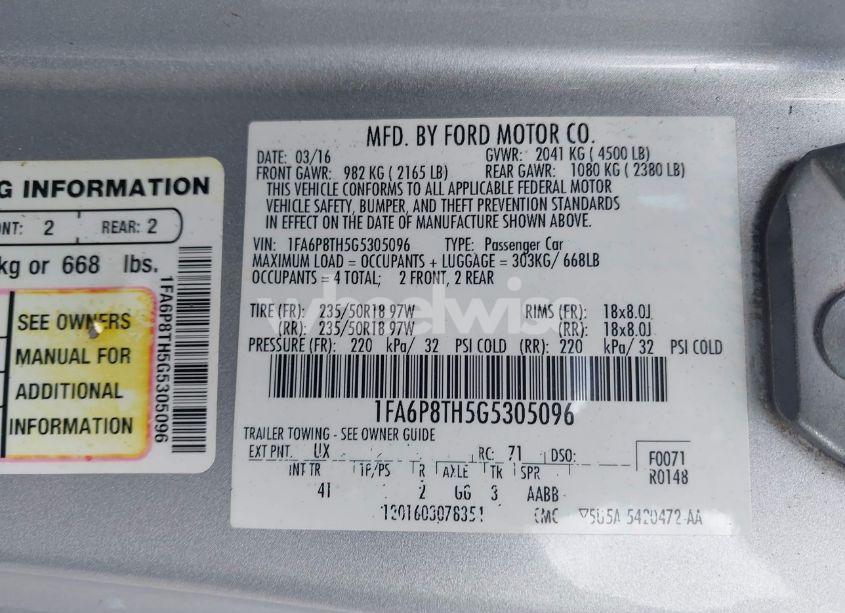 G INFORMATION
NT: 2 REAR: 2
kg or 668 lbs.
SEE OWNERS
MANUAL FOR
ADDITIONAL
INFORMATION
1FA6P8TH5G5305096
MFD. BY FORD MOTOR CO.
DATE: 03/16 GVWR: 2041 KG ( 4500 LB)
FRONT GAWR: 982 KG ( 2165 LB) REAR GAWR: 1080 KG ( 2380 LB)
THIS VEHICLE CONFORMS TO ALL APPLICABLE FEDERAL MOTOR
VEHICLE SAFETY, BUMPER, AND THEFT PREVENTION STANDARDS
IN EFFECT ON THE DATE OF MANUFACTURE SHOWN ABOVE.
VIN: 1FA6P8TH5G5305096 TYPE: Passenger Car
MAXIMUM LOAD = OCCUPANTS + LUGGAGE = 303KG/ 668LB
OCCUPANTS = 4 TOTAL; 2 FRONT, 2 REAR
wheelwise
TIRE (FR): 235/50R18 97W RIMS (FR): 18x8.0J
(RR): 235/50R18 97W (RR): 18x8.0J
PRESSURE (FR): 220 kPa/ 32 PSI COLD (RR): 220 kPa/ 32 PSI COLD
1FA6P8TH5G5305096
TRAILER TOWING - SEE OWNER GUIDE
EXT PNT. UX RC: 71 DSO: F0071
R0148
INT TR TP/PS R AXLE TK SPR
41 2 GG 3 AABB
1201603078351 CMC ▽5U5A 5420472-AA